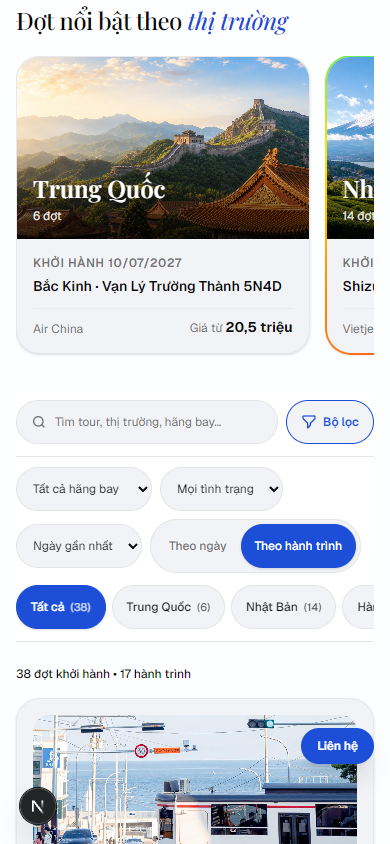 Đợt nổi bật theo thị trường
Trung Quốc
6 đợt
KHỞI HÀNH 10/07/2027
Bắc Kinh · Vạn Lý Trường Thành 5N4D
Air China
Giá từ 20,5 triệu
Nh
14 đợt
KHỞI
Shizu
Vietje
Tìm tour, thị trường, hãng bay...
Bộ lọc
Tất cả hãng bay
Mọi tình trạng
Ngày gần nhất
Theo ngày
Theo hành trình
Tất cả (38)
Trung Quốc (6)
Nhật Bản (14)
Hàn
38 đợt khởi hành • 17 hành trình
Liên hệ
N